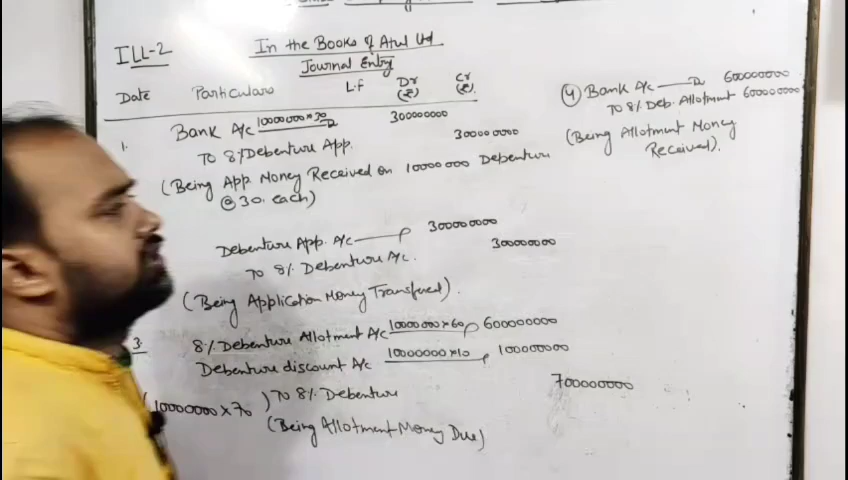 ILL-2
In the Books of Atul Ltd
Journal Entry
Date Particulars L.f Dr (₹) Cr (₹)
1. Bank A/c 10000000×30 Dr 300000000
To 8% Debenture App. 300000000
(Being App Money Received on 10000000 Debenture
@ 30. each)
Debenture App. A/c 300000000
To 8% Debenture A/c. 300000000
(Being Application Money Transfered).
3. 8% Debenture Allotment A/c 10000000×60 600000000
Debenture discount A/c 10000000×10 100000000
(10000000×70) To 8% Debenture 700000000
(Being Allotment Money Due)
4 Bank A/c Dr 600000000
To 8% Deb. Allotment 600000000
(Being Allotment Money
Received).